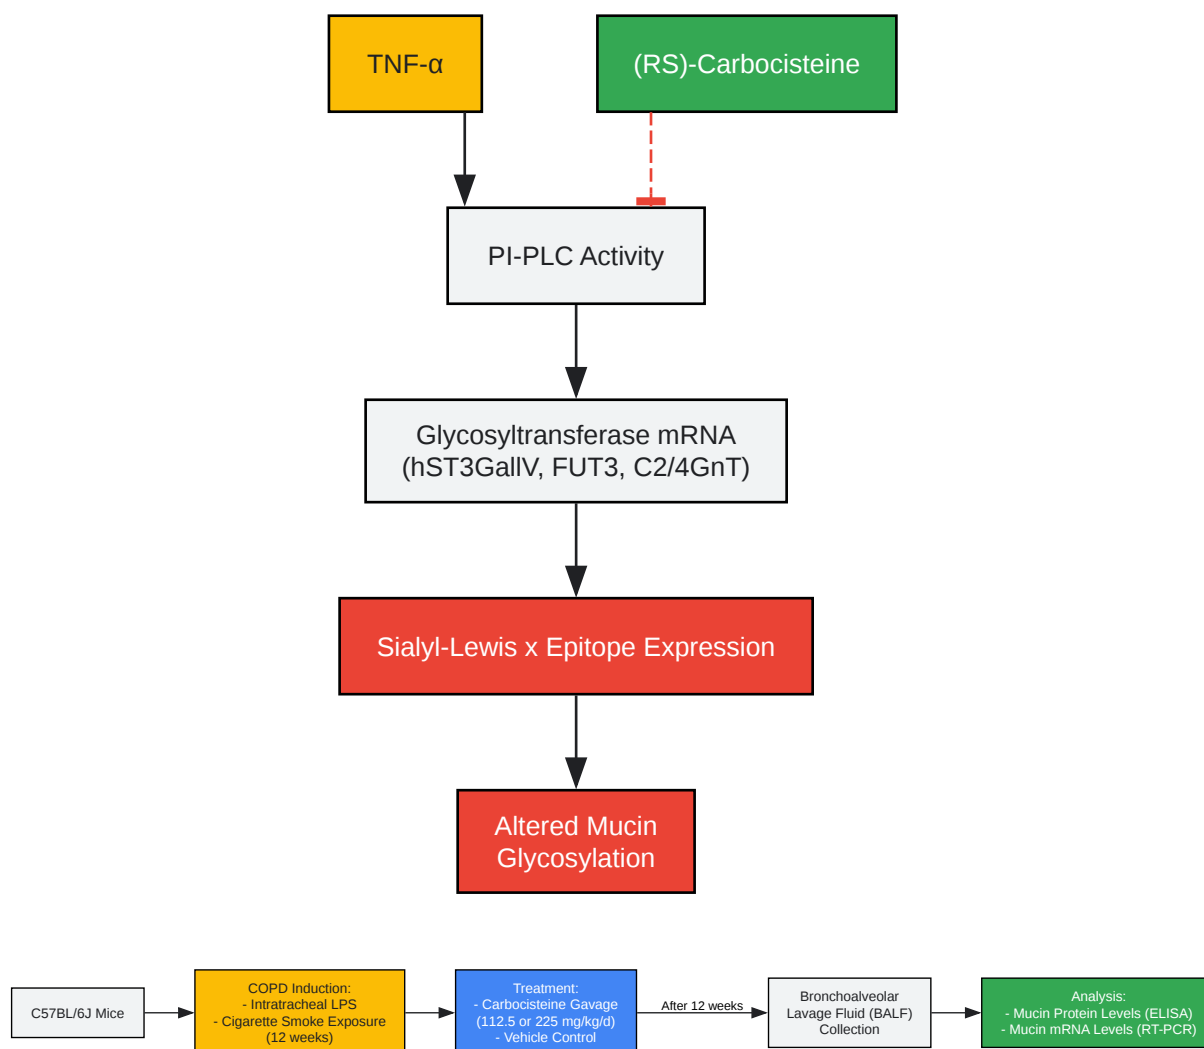 TNF-α
(RS)-Carbocisteine
PI-PLC Activity
Glycosyltransferase mRNA
(hST3GallV, FUT3, C2/4GnT)
Sialyl-Lewis x Epitope Expression
Altered Mucin
Glycosylation
C57BL/6J Mice
COPD Induction:
- Intratracheal LPS
- Cigarette Smoke Exposure
(12 weeks)
Treatment:
- Carbocisteine Gavage
(112.5 or 225 mg/kg/d)
- Vehicle Control
After 12 weeks
Bronchoalveolar
Lavage Fluid (BALF)
Collection
Analysis:
- Mucin Protein Levels (ELISA)
- Mucin mRNA Levels (RT-PCR)